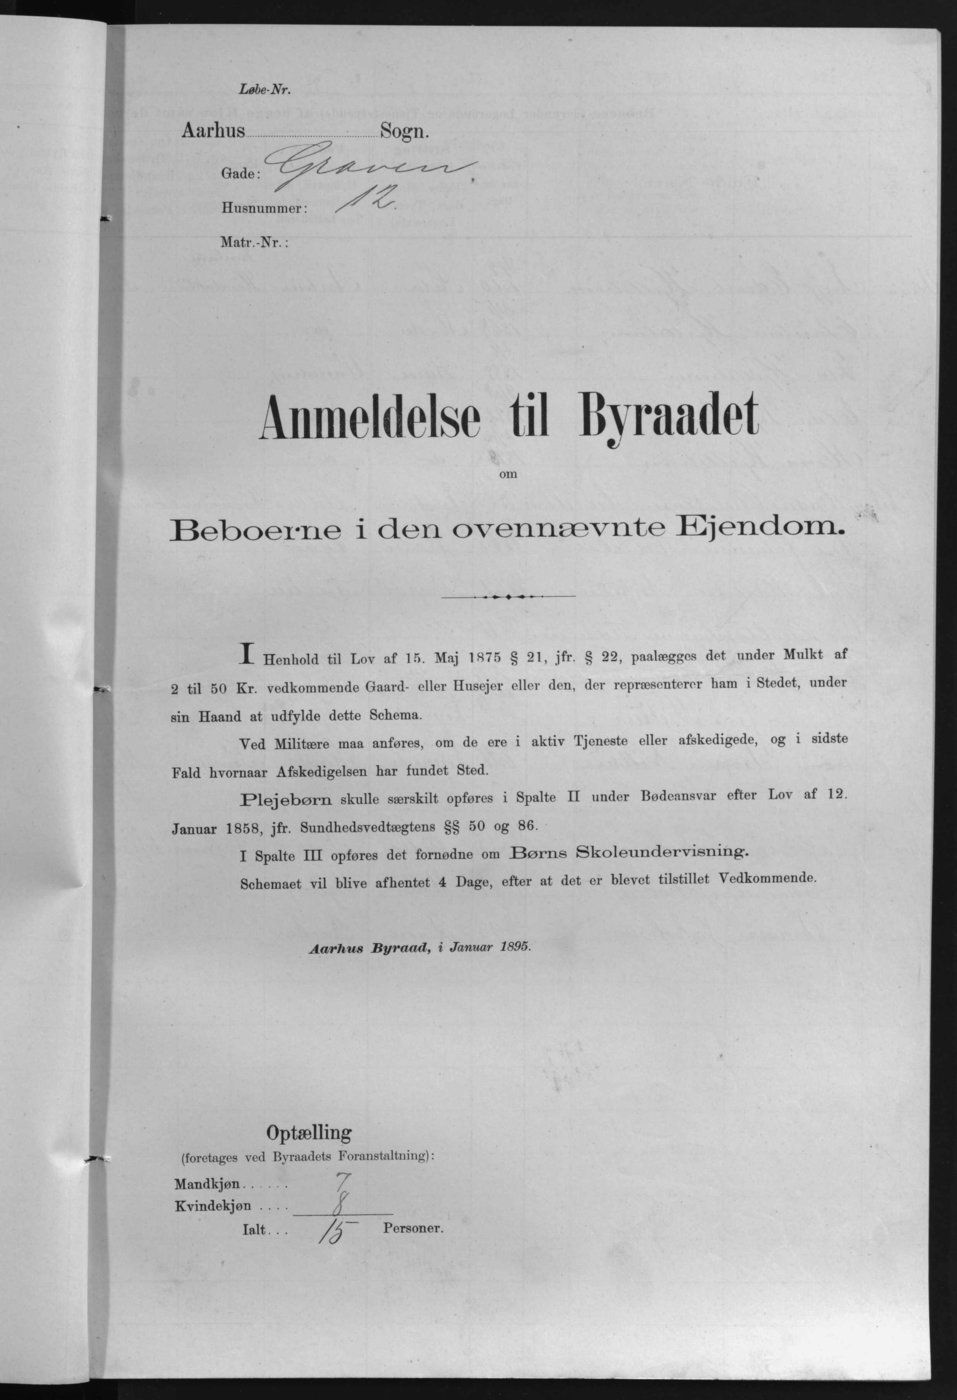 Løbe-Nr.
Aarhus Sogn.
Gade: Graven.
Husnummer: 12.
Matr.-Nr.:
Anmeldelse til Byraadet
om
Beboerne i den ovennævnte Ejendom.
I Henhold til Lov af 15. Maj 1875 § 21, jfr. § 22, paalægges det under Mulkt af
2 til 50 Kr. vedkommende Gaard- eller Husejer eller den, der repræsenterer ham i Stedet, under
sin Haand at udfylde dette Schema.
Ved Militære maa anføres, om de ere i aktiv Tjeneste eller afskedigede, og i sidste
Fald hvornaar Afskedigelsen har fundet Sted.
Plejebørn skulle særskilt opføres i Spalte II under Bødeansvar efter Lov af 12.
Januar 1858, jfr. Sundhedsvedtægtens §§ 50 og 86.
I Spalte III opføres det fornødne om Børns Skoleundervisning.
Schemaet vil blive afhentet 4 Dage, efter at det er blevet tilstillet Vedkommende.
Aarhus Byraad, i Januar 1895.
Optælling
(foretages ved Byraadets Foranstaltning):
Mandkjøn...... 7
Kvindekjøn .... 8
Ialt... 15 Personer.